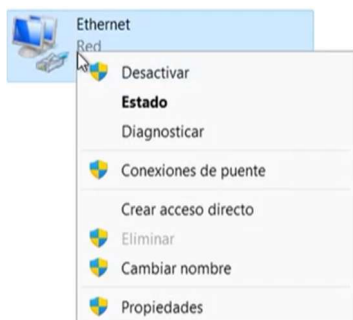 Ethernet
Red
Desactivar
Estado
Diagnosticar
Conexiones de puente
Crear acceso directo
Eliminar
Cambiar nombre
Propiedades